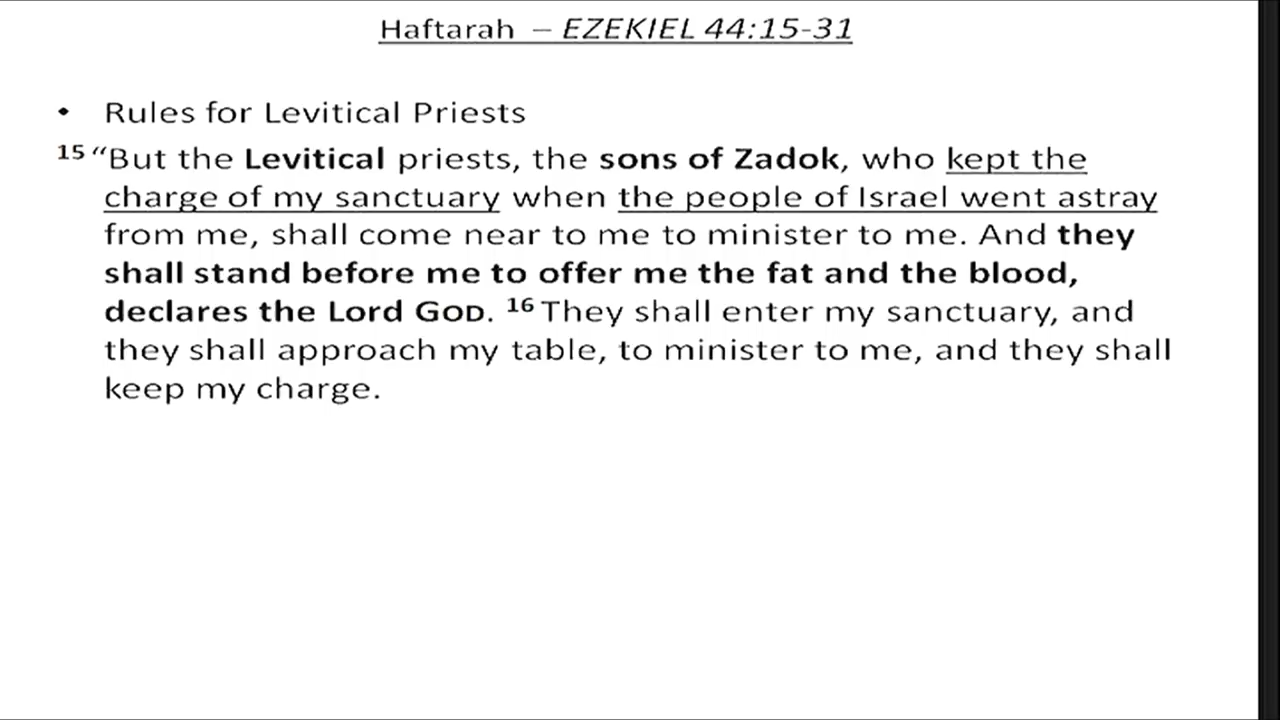 Haftarah – EZEKIEL 44:15-31
• Rules for Levitical Priests
15 “But the Levitical priests, the sons of Zadok, who kept the
charge of my sanctuary when the people of Israel went astray
from me, shall come near to me to minister to me. And they
shall stand before me to offer me the fat and the blood,
declares the Lord GOD. 16 They shall enter my sanctuary, and
they shall approach my table, to minister to me, and they shall
keep my charge.